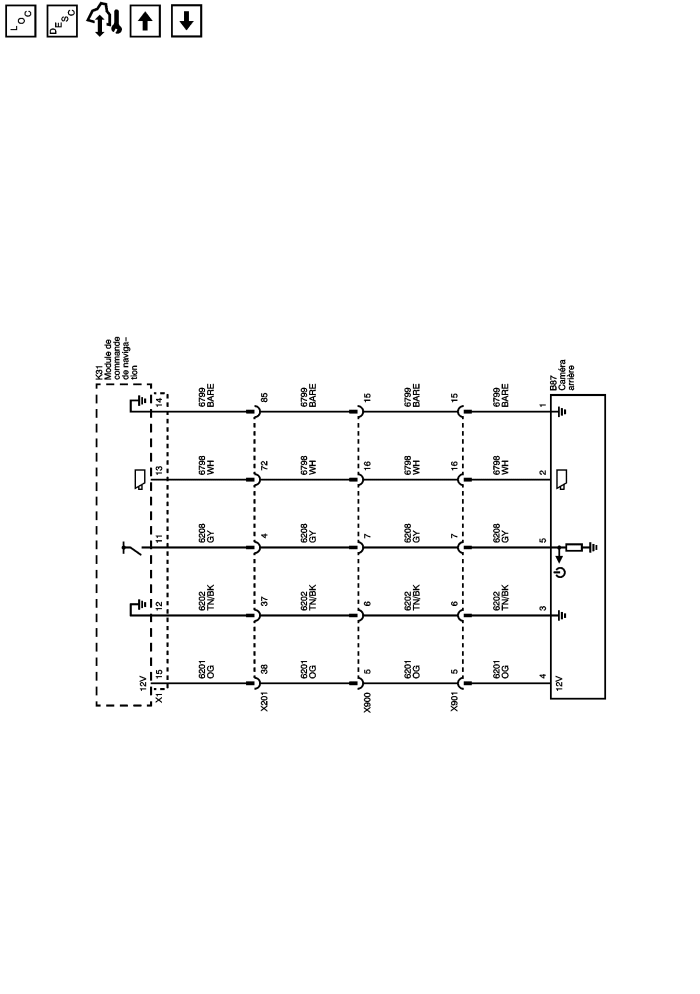 LOC
DESC
K31
Module de
commande
de naviga–
tion
B87
Caméra
arrière
14
6799
BARE
85
6799
BARE
15
6799
BARE
15
6799
BARE
1
13
6798
WH
72
6798
WH
16
6798
WH
16
6798
WH
2
11
6208
GY
4
6208
GY
7
6208
GY
7
6208
GY
5
12
6202
TN/BK
37
6202
TN/BK
6
6202
TN/BK
6
6202
TN/BK
3
12V
15
6201
OG
38
6201
OG
5
6201
OG
5
6201
OG
4
12V
X1
X201
X900
X901